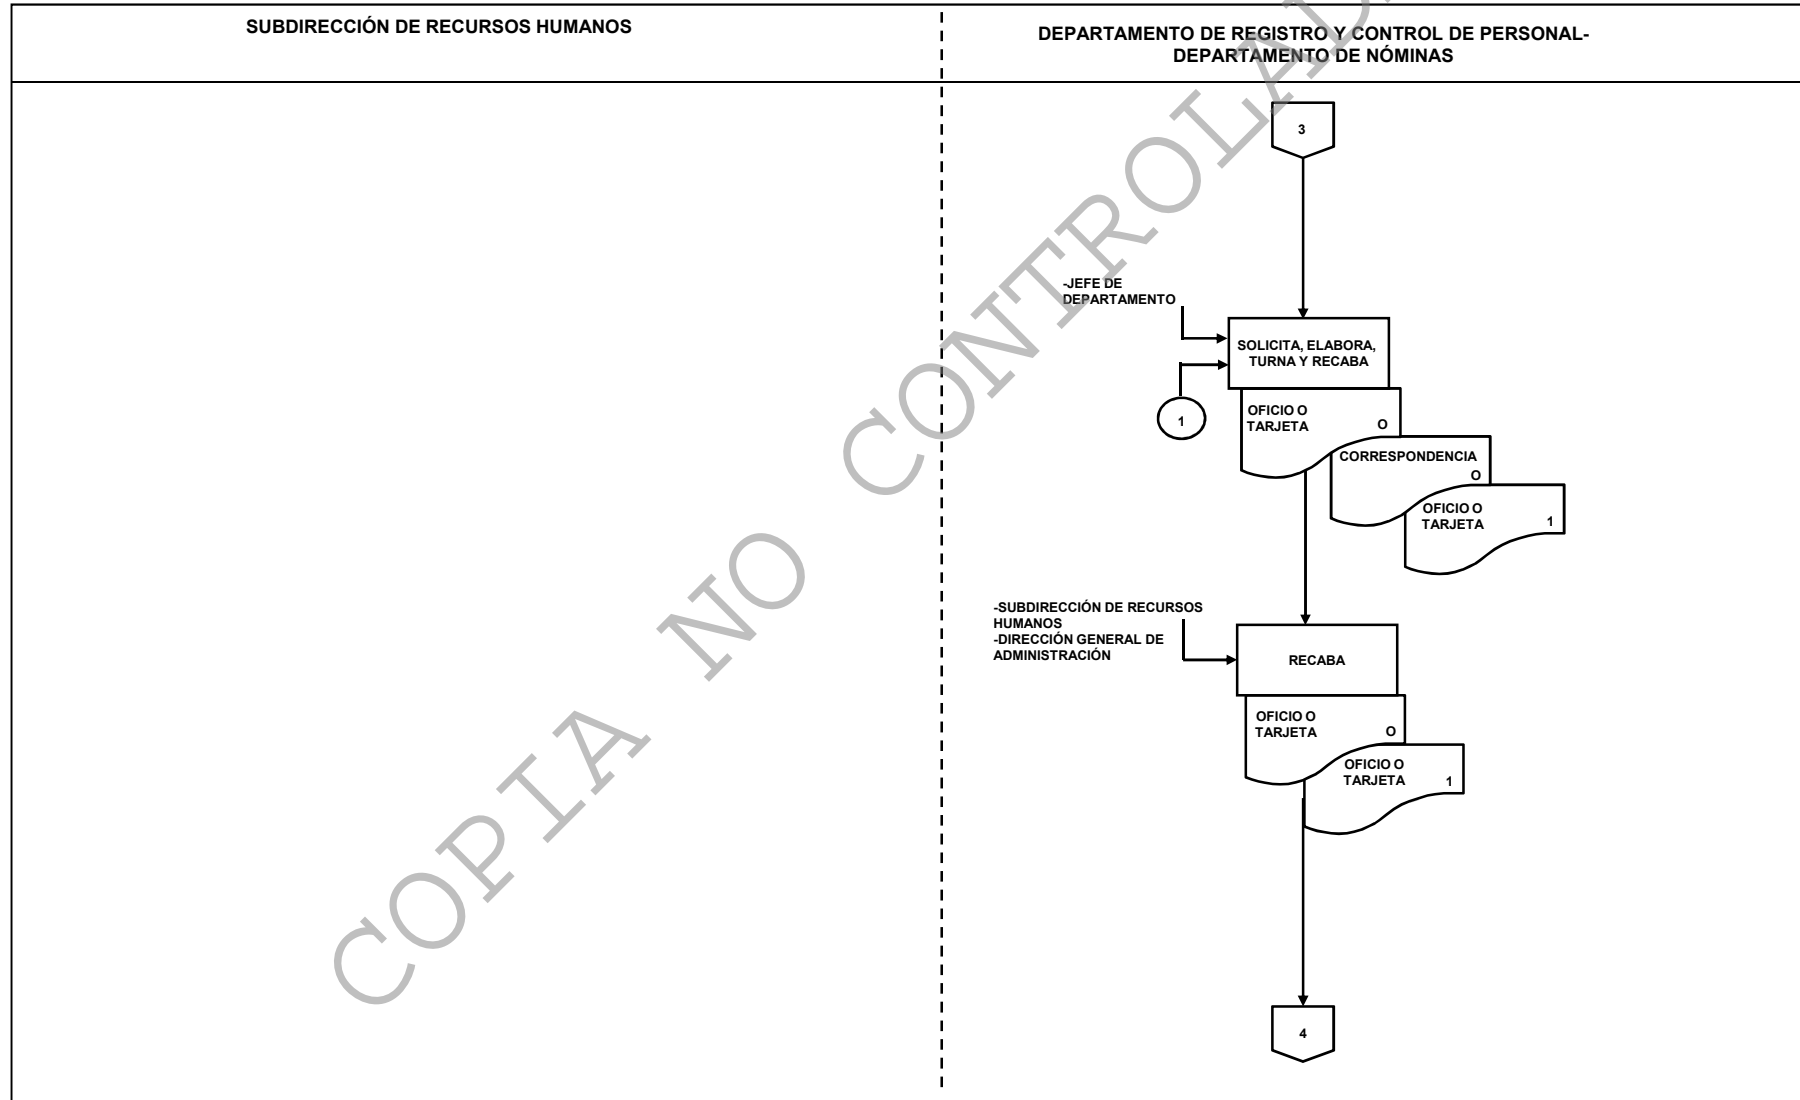 SUBDIRECCIÓN DE RECURSOS HUMANOS
DEPARTAMENTO DE REGISTRO Y CONTROL DE PERSONAL-
DEPARTAMENTO DE NÓMINAS
3
-JEFE DE
DEPARTAMENTO
SOLICITA, ELABORA,
TURNA Y RECABA
1
OFICIO O
TARJETA
O
CORRESPONDENCIA
O
OFICIO O
TARJETA
1
-SUBDIRECCIÓN DE RECURSOS
HUMANOS
-DIRECCIÓN GENERAL DE
ADMINISTRACIÓN
RECABA
OFICIO O
TARJETA
O
OFICIO O
TARJETA
1
4
COPIA NO CONTROLAD